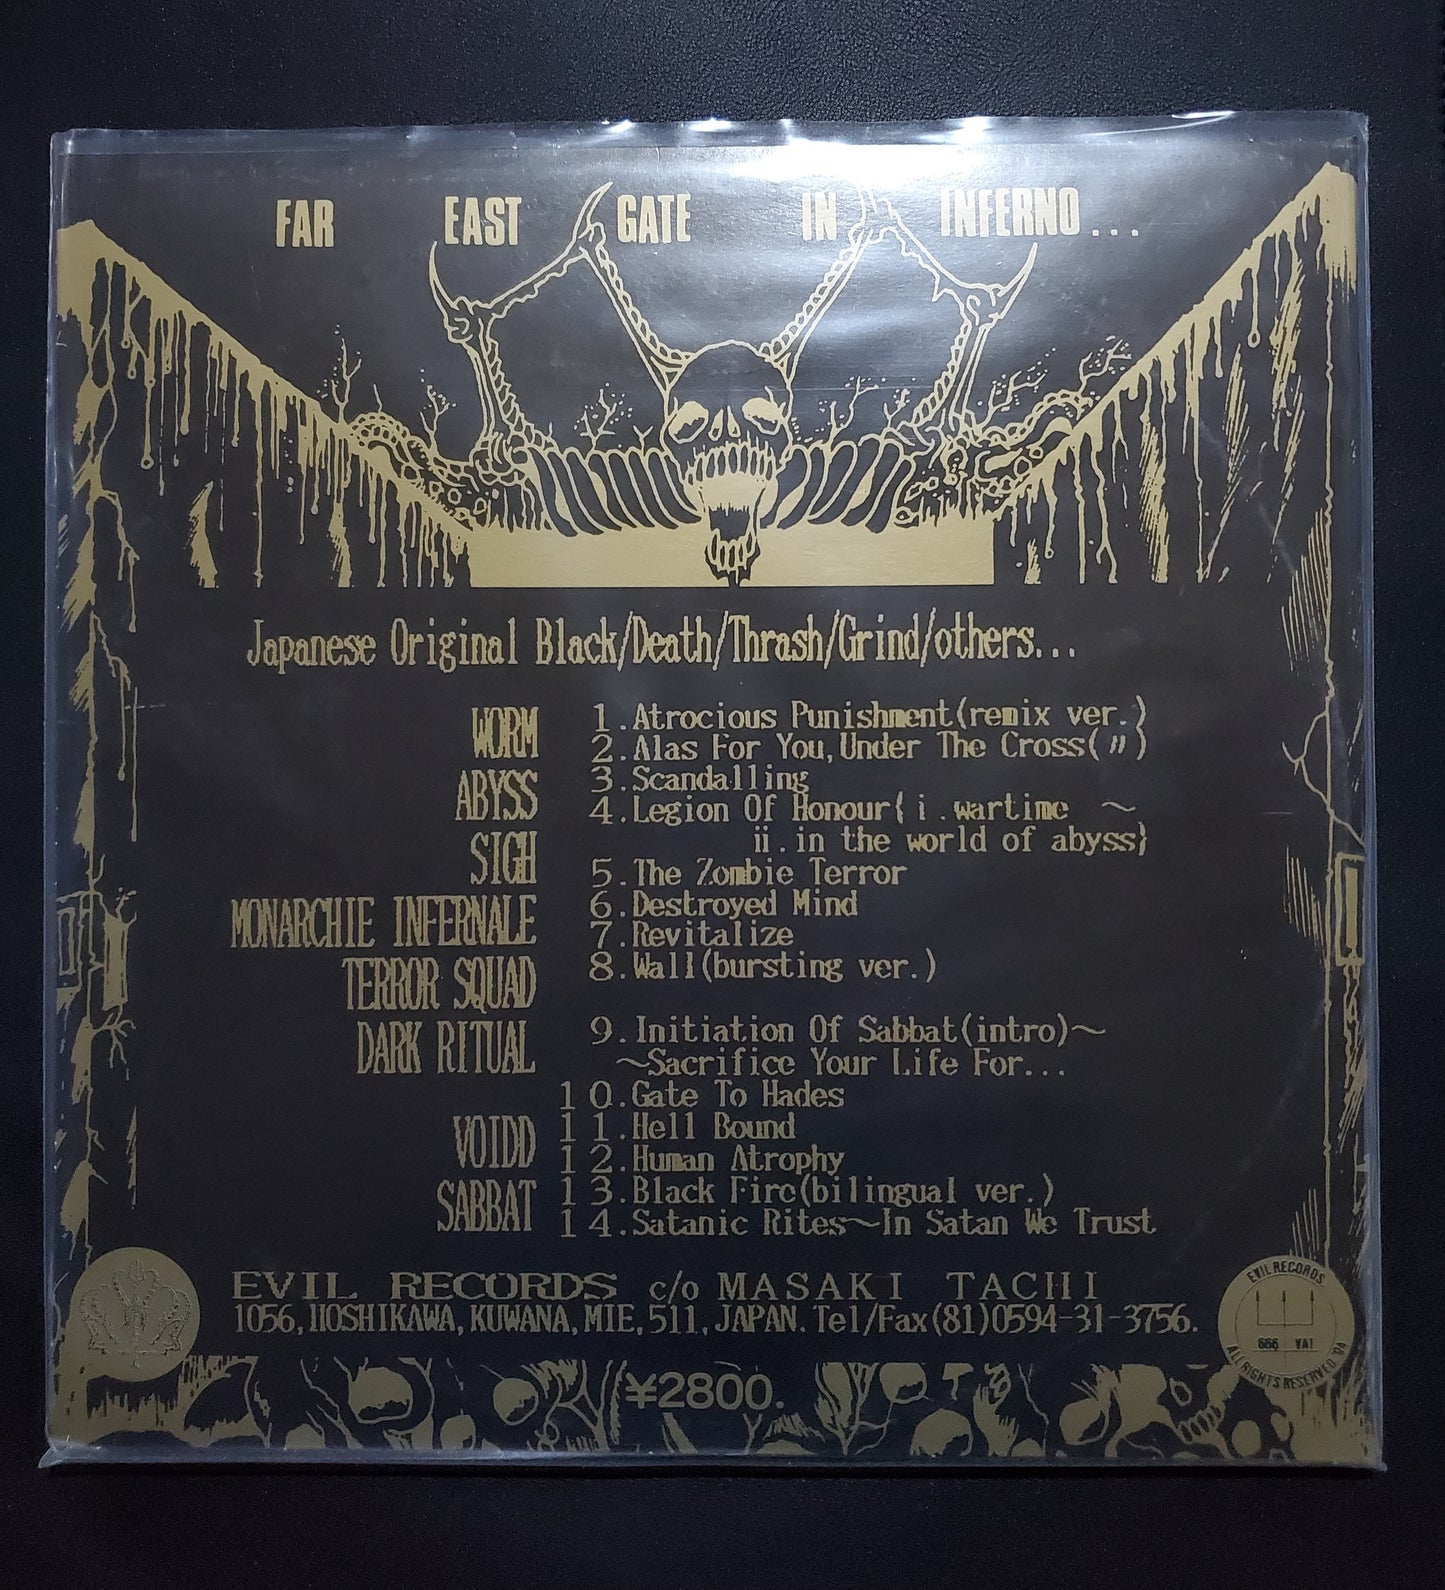 FAR EAST GATE IN INFERNO...
Japanese Original Black/Death/Thrash/Grind/others...
WORM
ABYSS
SIGH
MONARCHIE INFERNALE
TERROR SQUAD
DARK RITUAL
VOIDD
SABBAT
1.Atrocious Punishment(remix ver.)
2.Alas For You,Under The Cross(〃)
3.Scandalling
4.Legion Of Honour{ⅰ.wartime ～
ⅱ.in the world of abyss}
5.The Zombie Terror
6.Destroyed Mind
7.Revitalize
8.Wall(bursting ver.)
9.Initiation Of Sabbat(intro)～
～Sacrifice Your Life For...
10.Gate To Hades
11.Hell Bound
12.Human Atrophy
13.Black Fire(bilingual ver.)
14.Satanic Rites～In Satan We Trust
EVIL RECORDS c/o MASAKI TACHI
1056,HOSHIKAWA,KUWANA,MIE,511,JAPAN.Tel/Fax(81)0594-31-3756.
EVIL RECORDS
666 VAI
ALL RIGHTS RESERVED '94
¥2800.